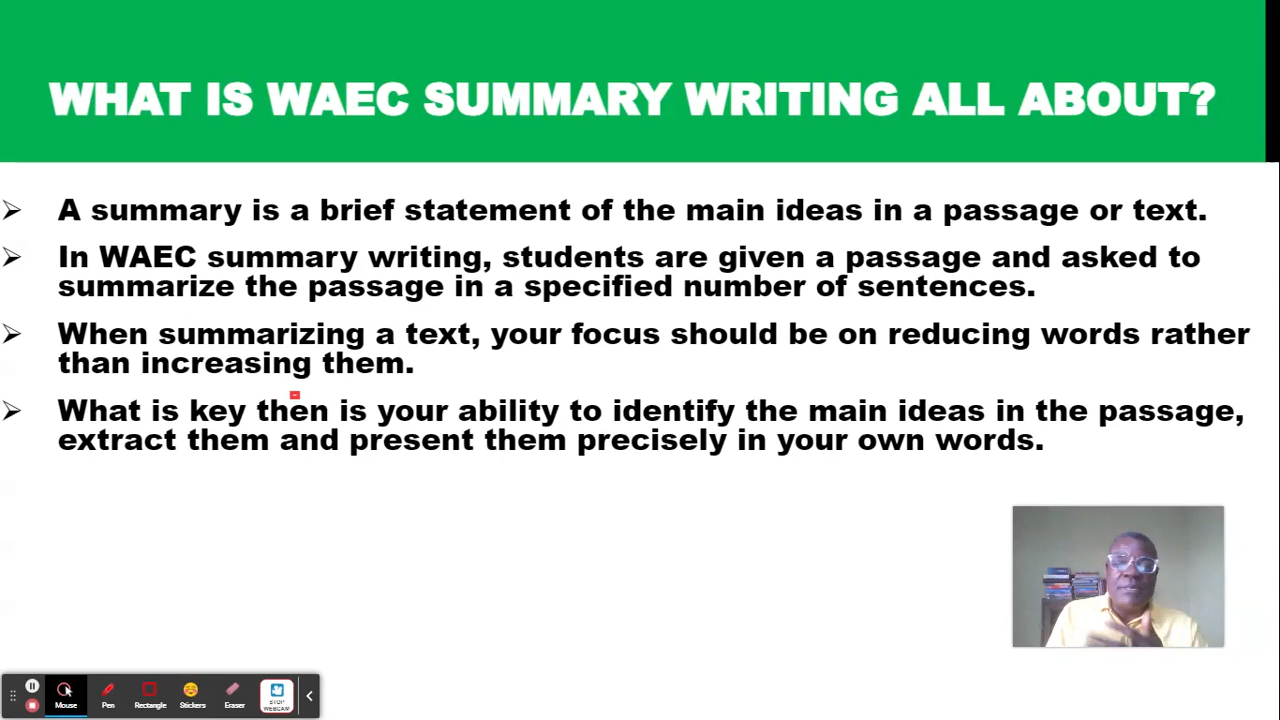 WHAT IS WAEC SUMMARY WRITING ALL ABOUT?
A summary is a brief statement of the main ideas in a passage or text.
In WAEC summary writing, students are given a passage and asked to
summarize the passage in a specified number of sentences.
When summarizing a text, your focus should be on reducing words rather
than increasing them.
What is key then is your ability to identify the main ideas in the passage,
extract them and present them precisely in your own words.
Mouse Pen Rectangle Stickers Eraser STOP
WEBCAM